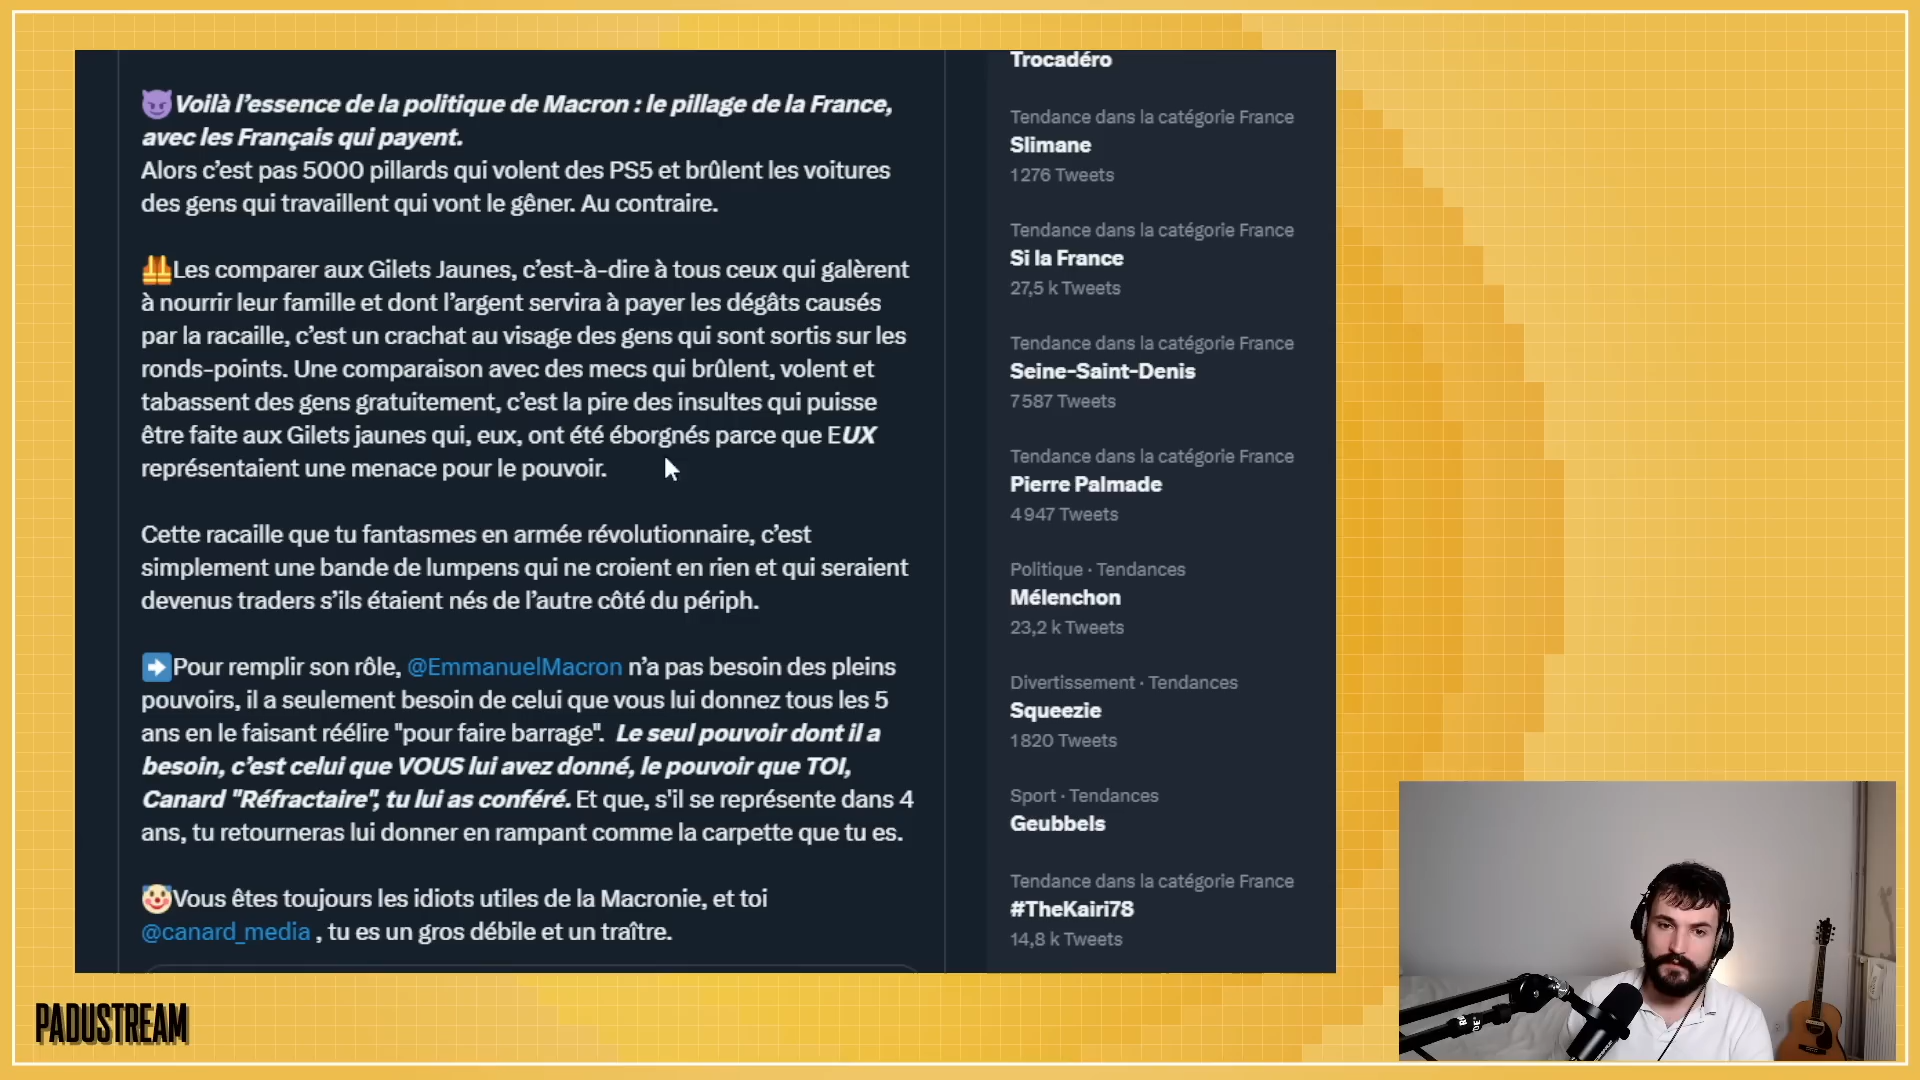 Voilà l'essence de la politique de Macron : le pillage de la France,
avec les Français qui payent.
Alors c'est pas 5000 pillards qui volent des PS5 et brûlent les voitures
des gens qui travaillent qui vont le gêner. Au contraire.
Les comparer aux Gilets Jaunes, c'est-à-dire à tous ceux qui galèrent
à nourrir leur famille et dont l'argent servira à payer les dégâts causés
par la racaille, c'est un crachat au visage des gens qui sont sortis sur les
ronds-points. Une comparaison avec des mecs qui brûlent, volent et
tabassent des gens gratuitement, c'est la pire des insultes qui puisse
être faite aux Gilets jaunes qui, eux, ont été éborgnés parce que EUX
représentaient une menace pour le pouvoir.
Cette racaille que tu fantasmes en armée révolutionnaire, c'est
simplement une bande de lumpens qui ne croient en rien et qui seraient
devenus traders s'ils étaient nés de l'autre côté du périph.
Pour remplir son rôle, @EmmanuelMacron n'a pas besoin des pleins
pouvoirs, il a seulement besoin de celui que vous lui donnez tous les 5
ans en le faisant réélire "pour faire barrage". Le seul pouvoir dont il a
besoin, c'est celui que VOUS lui avez donné, le pouvoir que TOI,
Canard "Réfractaire", tu lui as conféré. Et que, s'il se représente dans 4
ans, tu retourneras lui donner en rampant comme la carpette que tu es.
Vous êtes toujours les idiots utiles de la Macronie, et toi
@canard_media , tu es un gros débile et un traître.
Trocadéro
Tendance dans la catégorie France
Slimane
1 276 Tweets
Tendance dans la catégorie France
Si la France
27,5 k Tweets
Tendance dans la catégorie France
Seine-Saint-Denis
7 587 Tweets
Tendance dans la catégorie France
Pierre Palmade
4 947 Tweets
Politique · Tendances
Mélenchon
23,2 k Tweets
Divertissement · Tendances
Squeezie
1 820 Tweets
Sport · Tendances
Geubbels
Tendance dans la catégorie France
#TheKairi78
14,8 k Tweets
PADUSTREAM